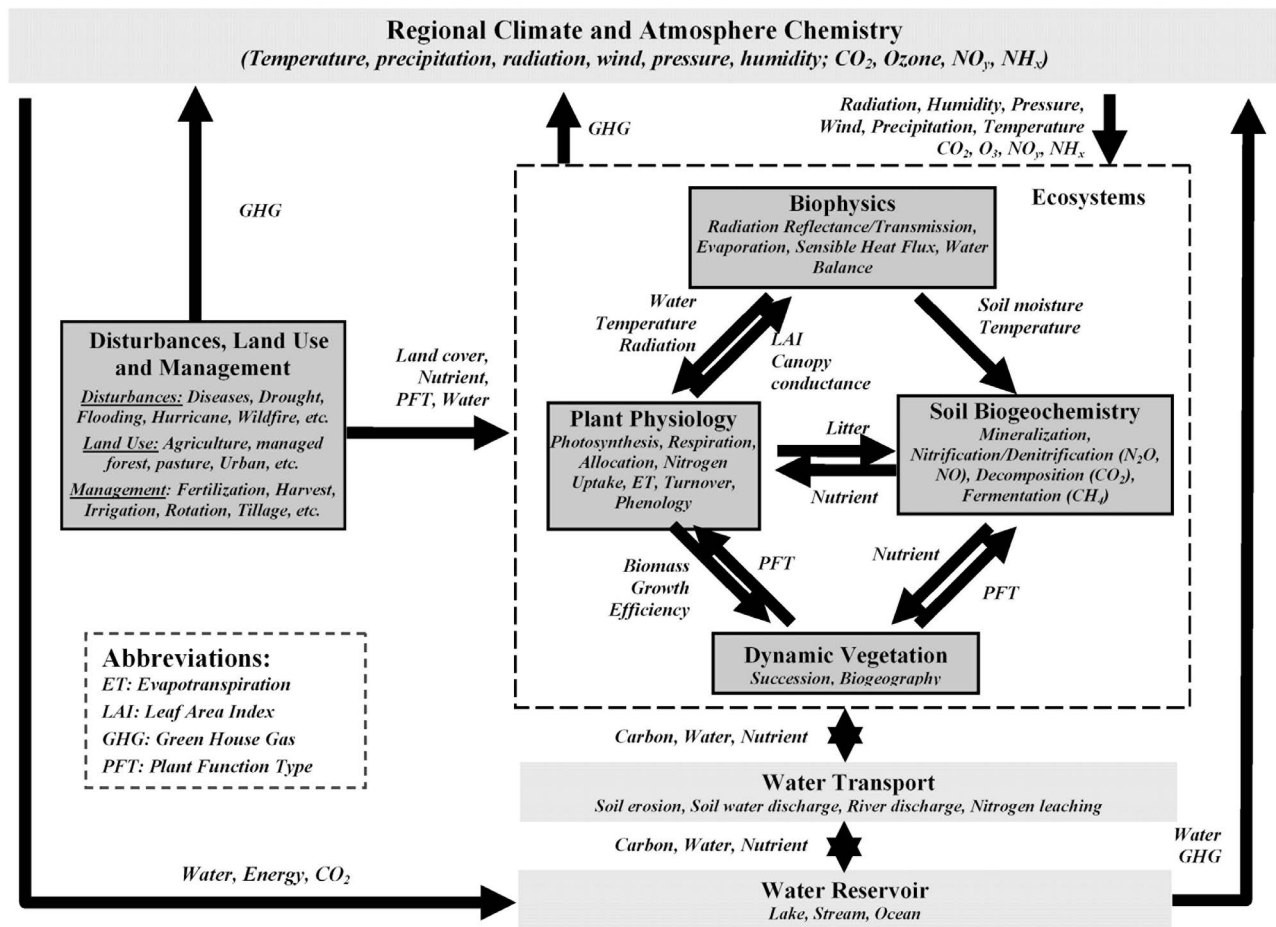 Regional Climate and Atmosphere Chemistry
(Temperature, precipitation, radiation, wind, pressure, humidity; CO2, Ozone, NOy, NHx)
GHG
GHG
Radiation, Humidity, Pressure,
Wind, Precipitation, Temperature
CO2, O3, NOy, NHx
Ecosystems
Biophysics
Radiation Reflectance/Transmission,
Evaporation, Sensible Heat Flux, Water
Balance
Water
Temperature
Radiation
LAI
Canopy
conductance
Soil moisture
Temperature
Disturbances, Land Use
and Management
Disturbances: Diseases, Drought,
Flooding, Hurricane, Wildfire, etc.
Land Use: Agriculture, managed
forest, pasture, Urban, etc.
Management: Fertilization, Harvest,
Irrigation, Rotation, Tillage, etc.
Land cover,
Nutrient,
PFT, Water
Plant Physiology
Photosynthesis, Respiration,
Allocation, Nitrogen
Uptake, ET, Turnover,
Phenology
Litter
Nutrient
Soil Biogeochemistry
Mineralization,
Nitrification/Denitrification (N2O,
NO), Decomposition (CO2),
Fermentation (CH4)
Biomass
Growth
Efficiency
PFT
Nutrient
PFT
Dynamic Vegetation
Succession, Biogeography
Abbreviations:
ET: Evapotranspiration
LAI: Leaf Area Index
GHG: Green House Gas
PFT: Plant Function Type
Carbon, Water, Nutrient
Water Transport
Soil erosion, Soil water discharge, River discharge, Nitrogen leaching
Carbon, Water, Nutrient
Water
GHG
Water, Energy, CO2
Water Reservoir
Lake, Stream, Ocean